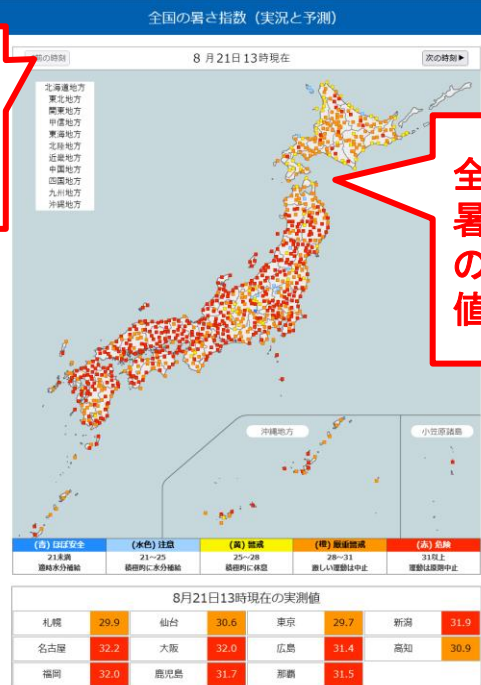 全国の暑さ指数（実況と予測）
◀前の時刻
8月21日13時現在
次の時刻▶
北海道地方
東北地方
関東地方
甲信地方
東海地方
北陸地方
近畿地方
中国地方
四国地方
九州地方
沖縄地方
全
暑
の
値
沖縄地方
小笠原諸島
(青) ほぼ安全 (水色) 注意 (黄) 警戒 (橙) 厳重警戒 (赤) 危険
21未満 21～25 25～28 28～31 31以上
適時水分補給 積極的に水分補給 積極的に休息 激しい運動は中止 運動は原則中止
8月21日13時現在の実測値
札幌 29.9 仙台 30.6 東京 29.7 新潟 31.9
名古屋 32.2 大阪 32.0 広島 31.4 高知 30.9
福岡 32.0 鹿児島 31.7 那覇 31.5